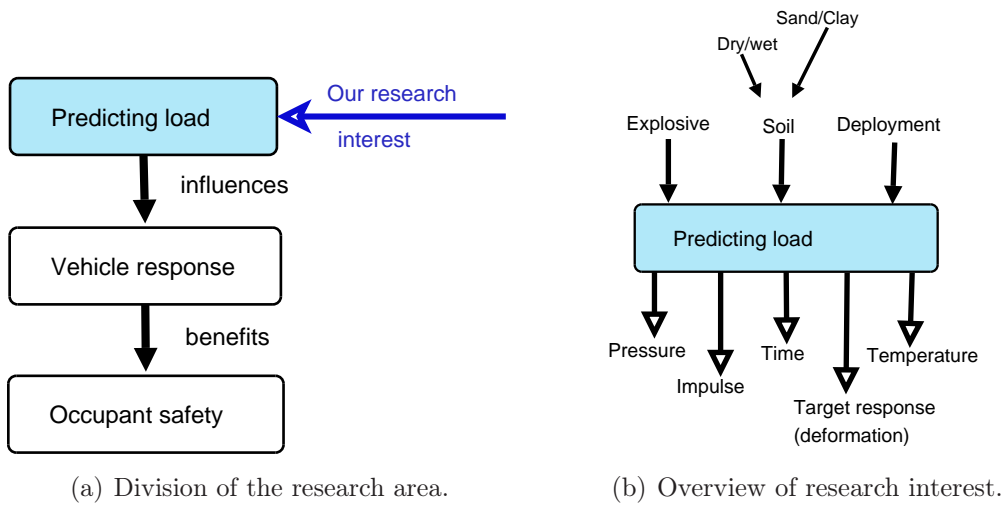 Predicting load
Our research
interest
influences
Vehicle response
benefits
Occupant safety
(a) Division of the research area.
Sand/Clay
Dry/wet
Explosive
Soil
Deployment
Predicting load
Pressure
Impulse
Time
Target response
(deformation)
Temperature
(b) Overview of research interest.